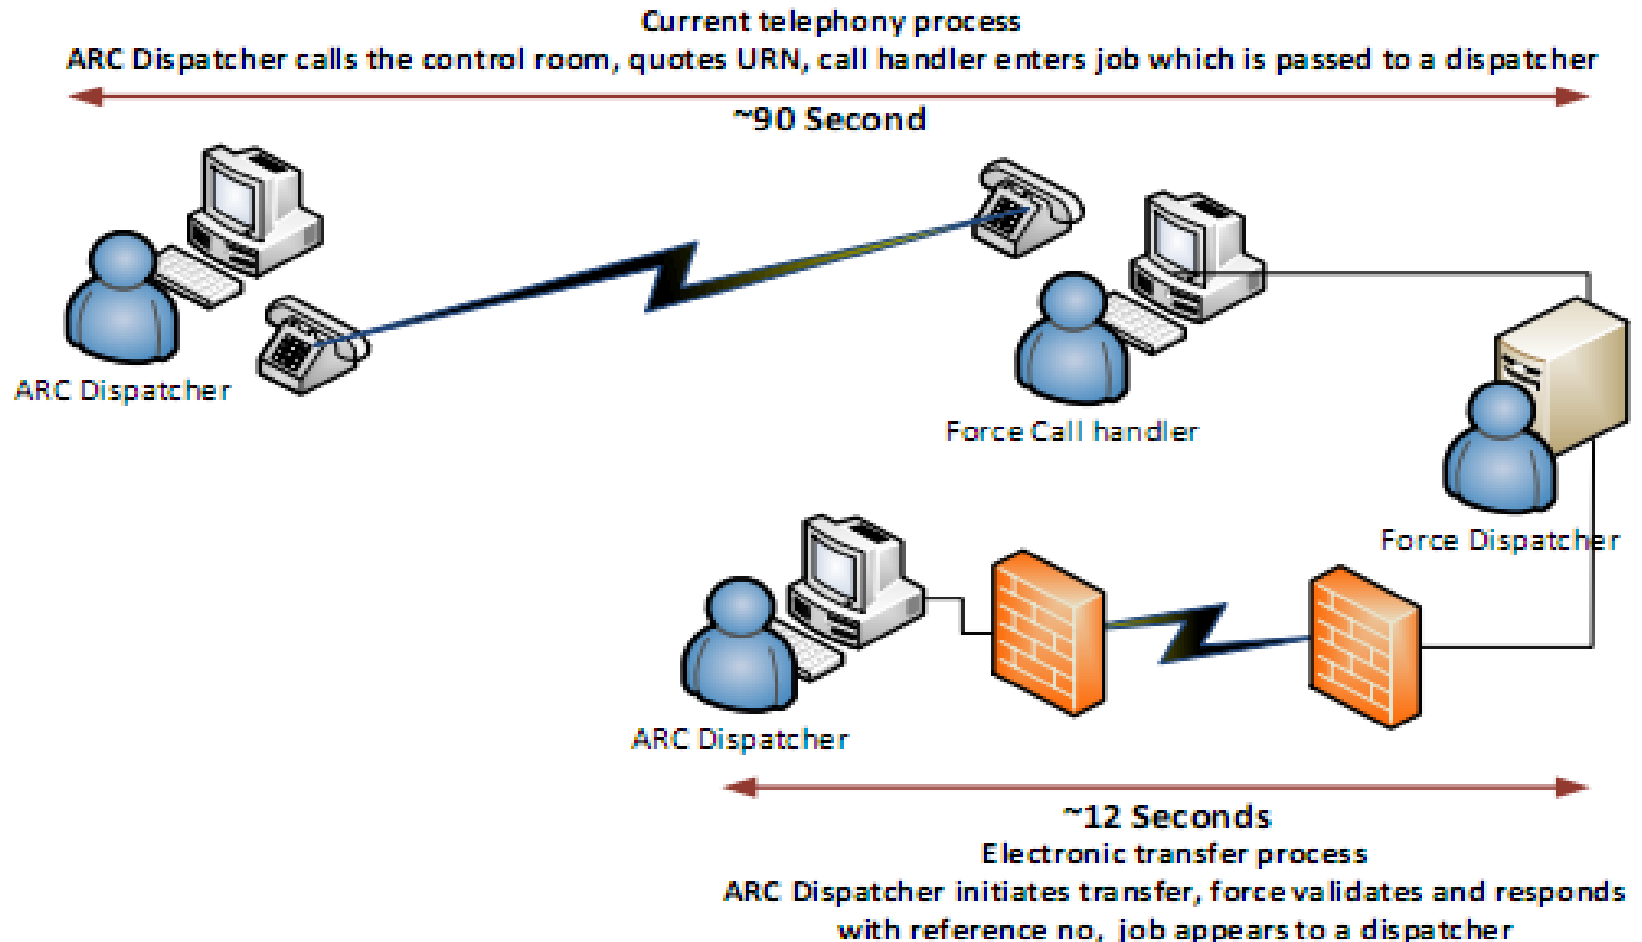 Current telephony process
ARC Dispatcher calls the control room, quotes URN, call handler enters job which is passed to a dispatcher
~90 Second
ARC Dispatcher
Force Call handler
Force Dispatcher
ARC Dispatcher
~12 Seconds
Electronic transfer process
ARC Dispatcher initiates transfer, force validates and responds
with reference no, job appears to a dispatcher